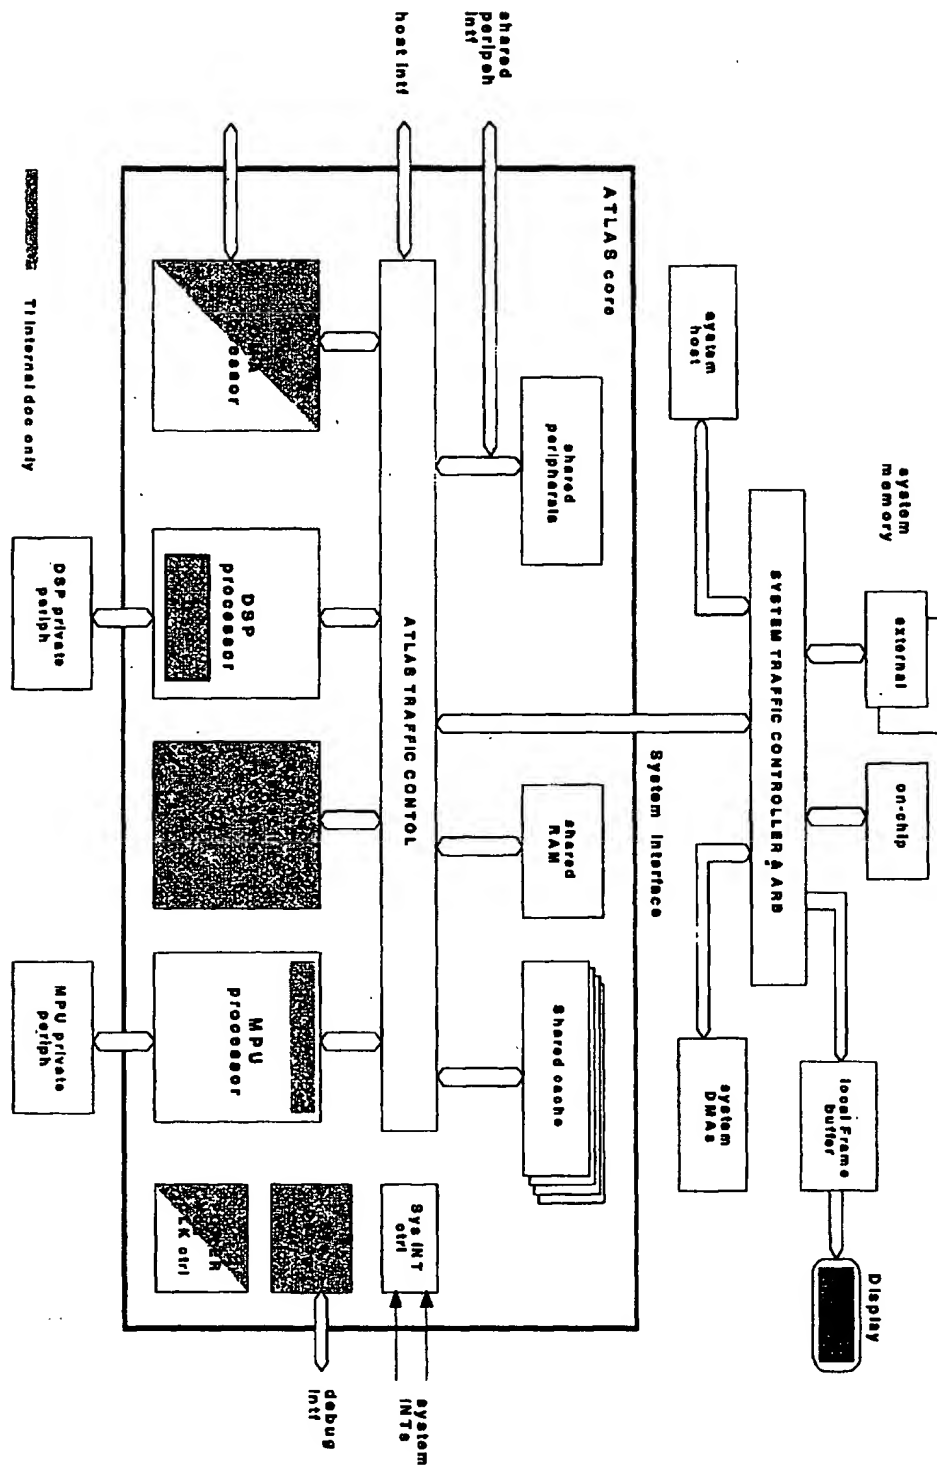 system
memory
external
on-chip
Display
SYSTEM TRAFFIC CONTROLLER & ARB
local Frame
buffer
system
host
system
DMAs
System Interface
ATLAS core
shared
peripherals
shared
RAM
Shared cache
shared
peripeh
intf
host intf
ATLAS TRAFFIC CONTOL
Sys INT
ctrl
system
INTs
DSP
processor
MPU
processor
debug
intf
DSP private
periph
MPU private
periph
TI Internal doc only